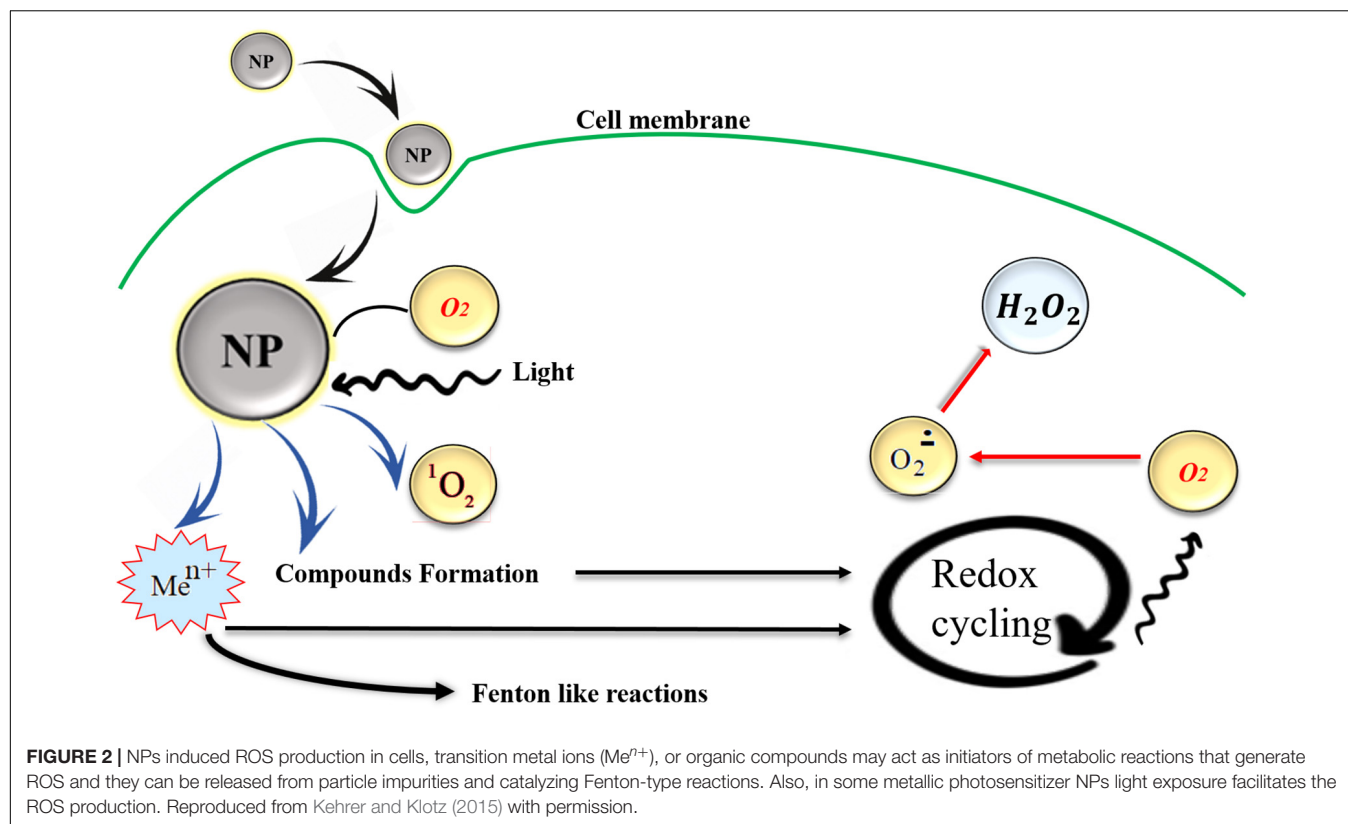 NP
NP
Cell membrane
NP
O2
H₂O₂
Light
O₂∸
O2
¹O₂
Meⁿ⁺
Compounds Formation
Redox
cycling
Fenton like reactions
FIGURE 2 | NPs induced ROS production in cells, transition metal ions (Meⁿ⁺), or organic compounds may act as initiators of metabolic reactions that generate
ROS and they can be released from particle impurities and catalyzing Fenton-type reactions. Also, in some metallic photosensitizer NPs light exposure facilitates the
ROS production. Reproduced from Kehrer and Klotz (2015) with permission.